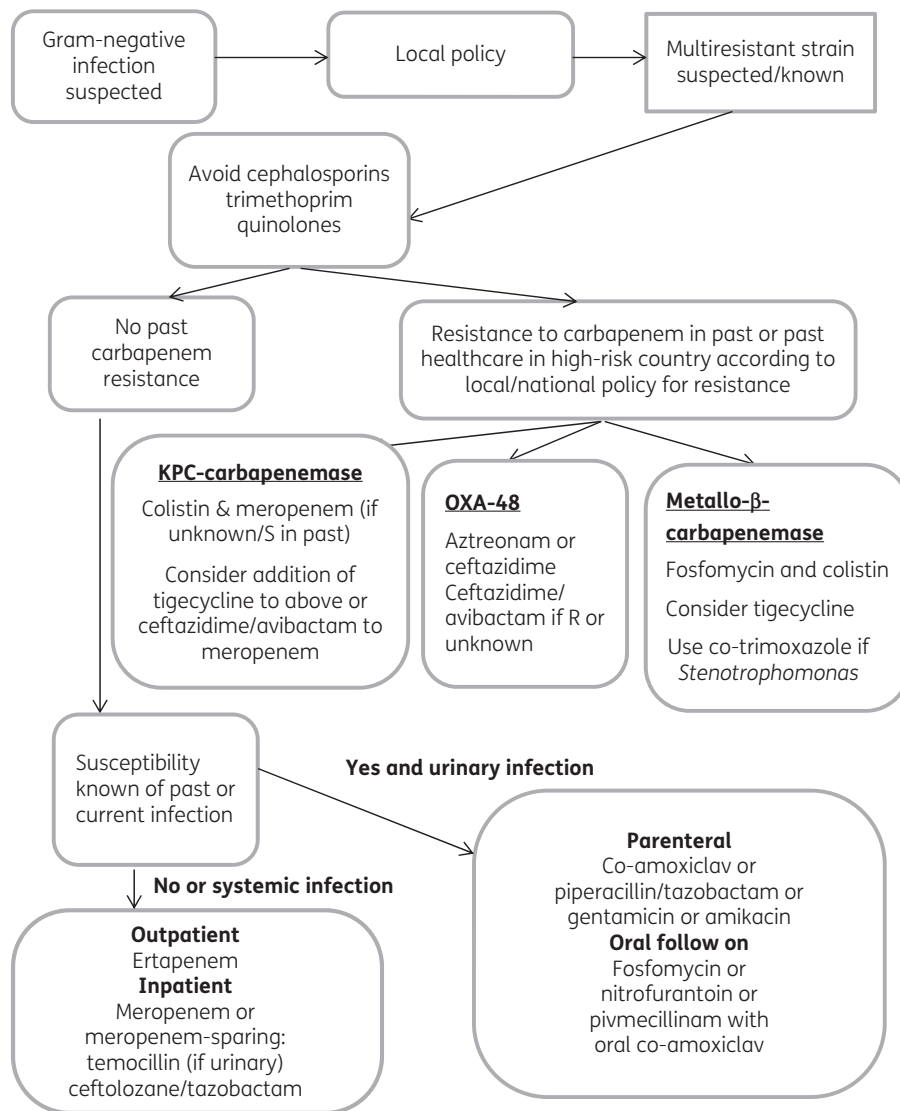 Gram-negative
infection
suspected
Local policy
Multiresistant strain
suspected/known
Avoid cephalosporins
trimethoprim
quinolones
No past
carbapenem
resistance
Resistance to carbapenem in past or past
healthcare in high-risk country according to
local/national policy for resistance
KPC-carbapenemase
Colistin & meropenem (if
unknown/S in past)
Consider addition of
tigecycline to above or
ceftazidime/avibactam to
meropenem
OXA-48
Aztreonam or
ceftazidime
Ceftazidime/
avibactam if R or
unknown
Metallo-β-
carbapenemase
Fosfomycin and colistin
Consider tigecycline
Use co-trimoxazole if
Stenotrophomonas
Susceptibility
known of past or
current infection
Yes and urinary infection
No or systemic infection
Parenteral
Co-amoxiclav or
piperacillin/tazobactam or
gentamicin or amikacin
Oral follow on
Fosfomycin or
nitrofurantoin or
pivmecillinam with
oral co-amoxiclav
Outpatient
Ertapenem
Inpatient
Meropenem or
meropenem-sparing:
temocillin (if urinary)
ceftolozane/tazobactam